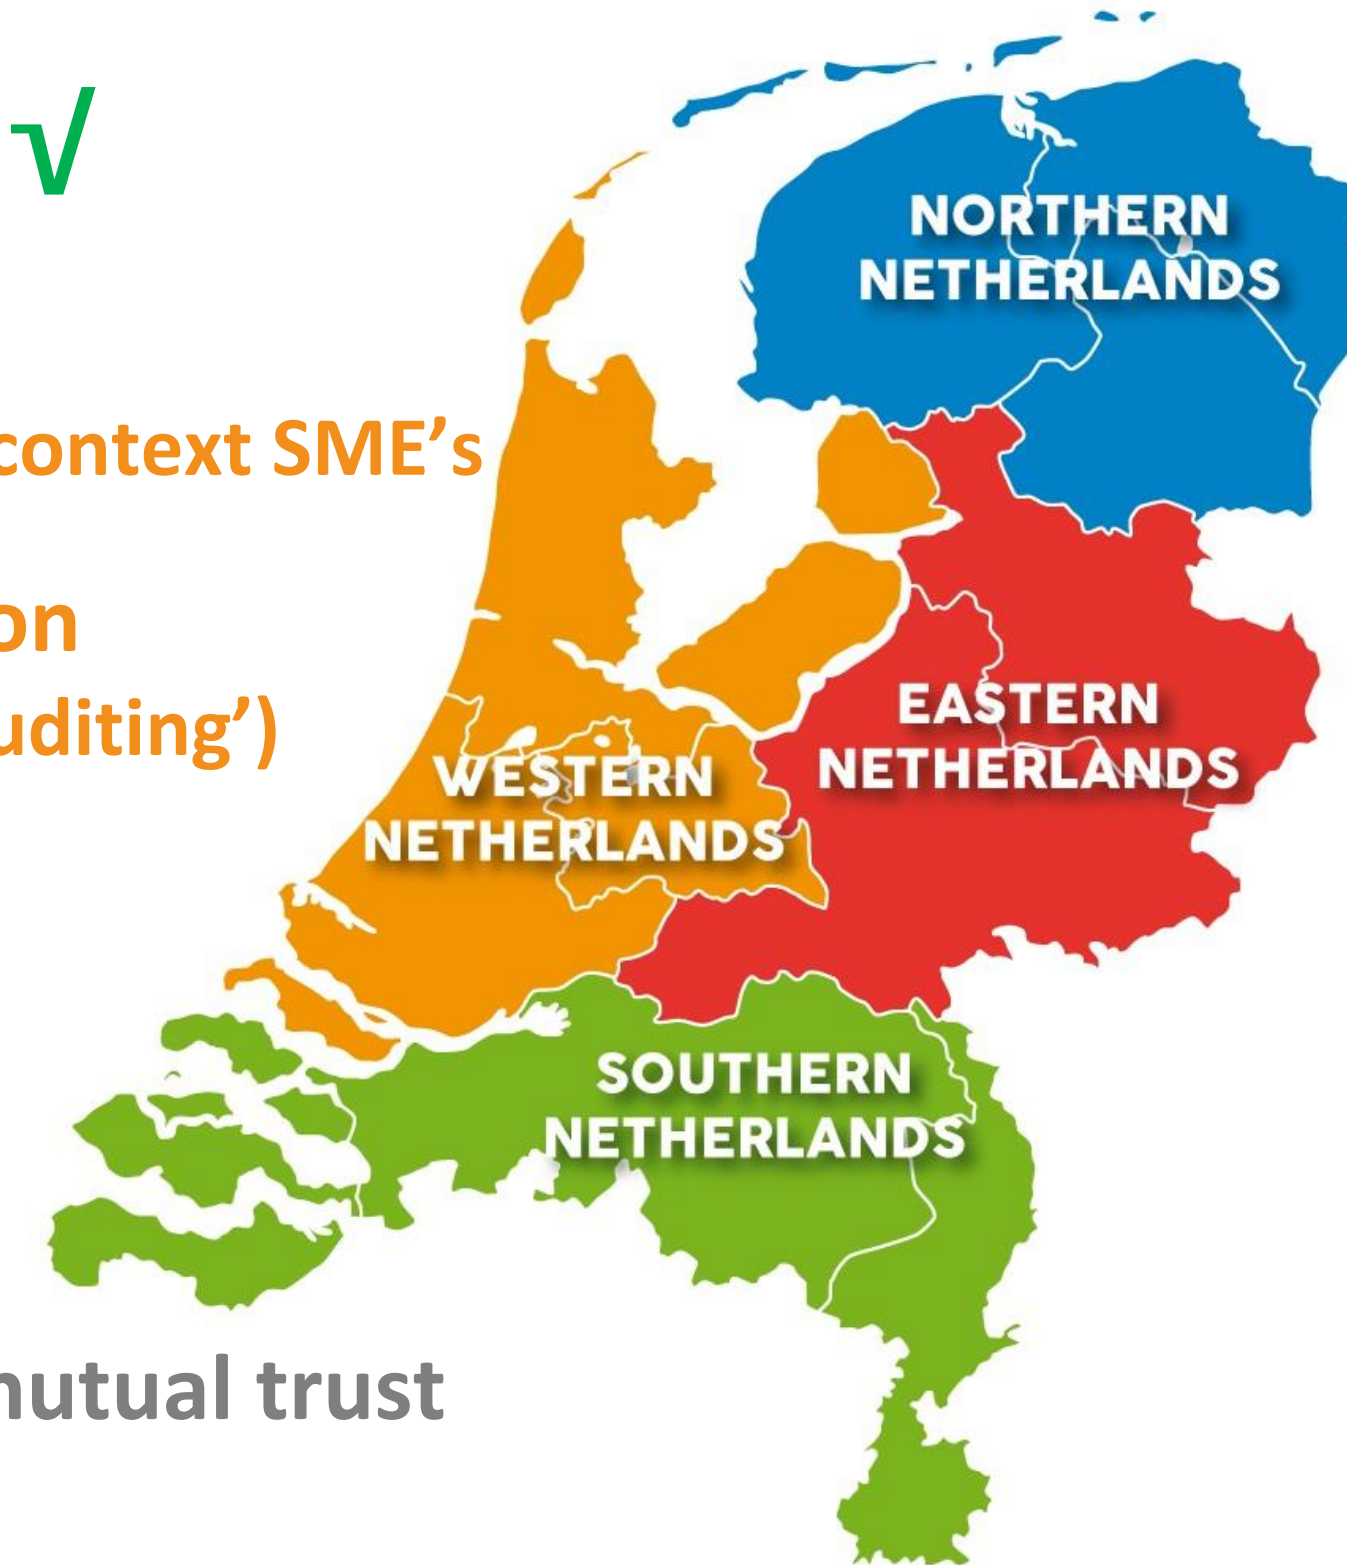 √
NORTHERN
NETHERLANDS
context SME’s
on
uditing’)
EASTERN
NETHERLANDS
WESTERN
NETHERLANDS
SOUTHERN
NETHERLANDS
mutual trust